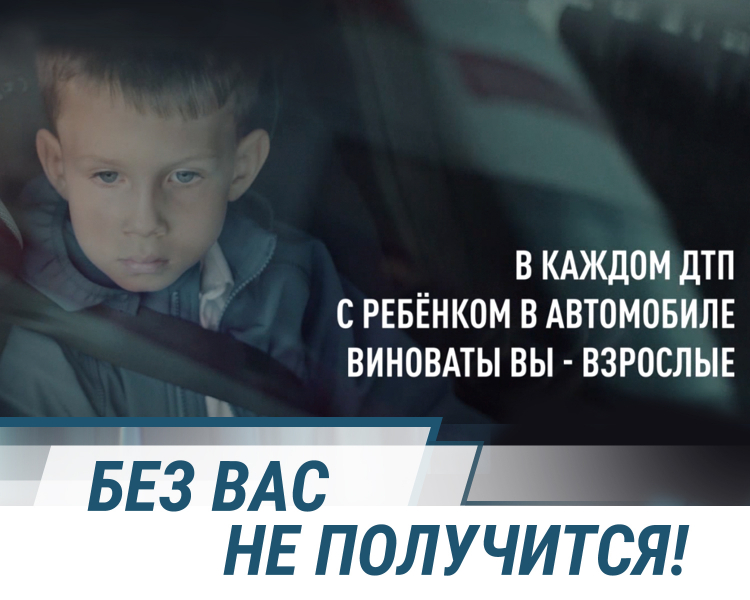 В КАЖДОМ ДТП
С РЕБЁНКОМ В АВТОМОБИЛЕ
ВИНОВАТЫ ВЫ - ВЗРОСЛЫЕ
БЕЗ ВАС
НЕ ПОЛУЧИТСЯ!